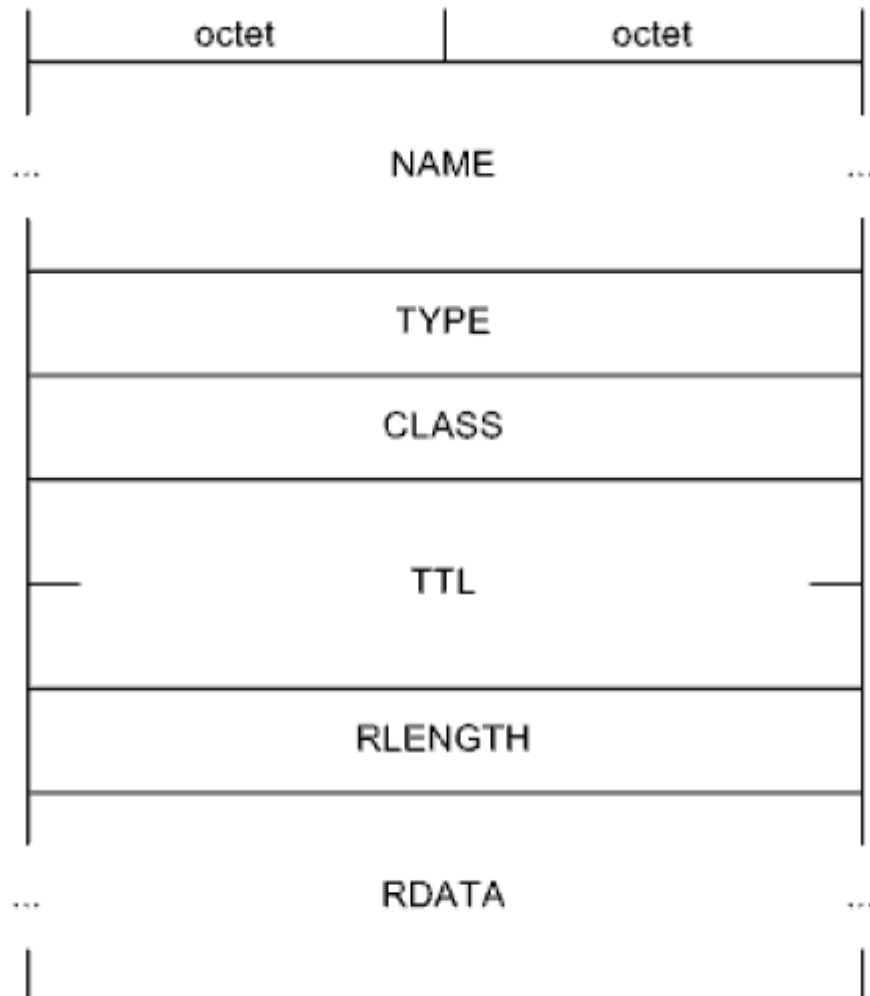 octet octet
... NAME ...
TYPE
CLASS
TTL
RLENGTH
... RDATA ...